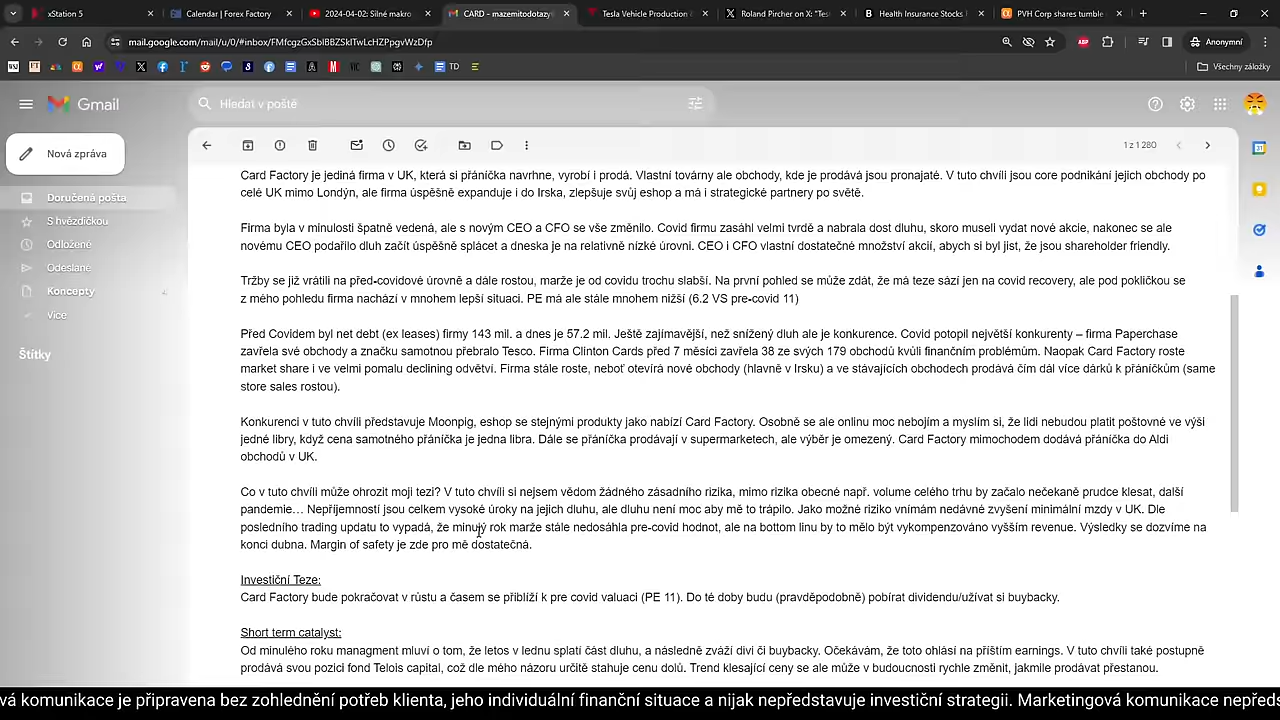 xStation 5
Calendar | Forex Factory
2024-04-02: Silné makro
CARD - mazemitodotazy
Tesla Vehicle Production &
Roland Pircher on X: "Tes
Health Insurance Stocks
PVH Corp shares tumble
mail.google.com/mail/u/0/#inbox/FMfcgzGxSblBBZSklTwLcHZPpgvWzDfp
Anonymní
TD
Všechny záložky
Gmail
Hledat v poště
Nová zpráva
1 z 1 280
Doručená pošta
S hvězdičkou
Odložené
Odeslané
Koncepty
4
Více
Štítky
Card Factory je jediná firma v UK, která si přáníčka navrhne, vyrobí i prodá. Vlastní továrny ale obchody, kde je prodává jsou pronajaté. V tuto chvíli jsou core podnikání jejich obchody po
celé UK mimo Londýn, ale firma úspěšně expanduje i do Irska, zlepšuje svůj eshop a má i strategické partnery po světě.
Firma byla v minulosti špatně vedená, ale s novým CEO a CFO se vše změnilo. Covid firmu zasáhl velmi tvrdě a nabrala dost dluhu, skoro museli vydat nové akcie, nakonec se ale
novému CEO podařilo dluh začít úspěšně splácet a dneska je na relativně nízké úrovni. CEO i CFO vlastní dostatečné množství akcií, abych si byl jist, že jsou shareholder friendly.
Tržby se již vrátili na před-covidové úrovně a dále rostou, marže je od covidu trochu slabší. Na první pohled se může zdát, že má teze sází jen na covid recovery, ale pod pokličkou se
z mého pohledu firma nachází v mnohem lepší situaci. PE má ale stále mnohem nižší (6.2 VS pre-covid 11)
Před Covidem byl net debt (ex leases) firmy 143 mil. a dnes je 57.2 mil. Ještě zajímavější, než snížený dluh ale je konkurence. Covid potopil největší konkurenty – firma Paperchase
zavřela své obchody a značku samotnou přebralo Tesco. Firma Clinton Cards před 7 měsíci zavřela 38 ze svých 179 obchodů kvůli finančním problémům. Naopak Card Factory roste
market share i ve velmi pomalu declining odvětví. Firma stále roste, neboť otevírá nové obchody (hlavně v Irsku) a ve stávajících obchodech prodává čím dál více dárků k přáníčkům (same
store sales rostou).
Konkurenci v tuto chvíli představuje Moonpig, eshop se stejnými produkty jako nabízí Card Factory. Osobně se ale onlinu moc nebojím a myslím si, že lidi nebudou platit poštovné ve výši
jedné libry, když cena samotného přáníčka je jedna libra. Dále se přáníčka prodávají v supermarketech, ale výběr je omezený. Card Factory mimochodem dodává přáníčka do Aldi
obchodů v UK.
Co v tuto chvíli může ohrozit moji tezi? V tuto chvíli si nejsem vědom žádného zásadního rizika, mimo rizika obecné např. volume celého trhu by začalo nečekaně prudce klesat, další
pandemie… Nepříjemností jsou celkem vysoké úroky na jejich dluhu, ale dluhu není moc aby mě to trápilo. Jako možné riziko vnímám nedávné zvýšení minimální mzdy v UK. Dle
posledního trading updatu to vypadá, že minulý rok marže stále nedosáhla pre-covid hodnot, ale na bottom linu by to mělo být vykompenzováno vyšším revenue. Výsledky se dozvíme na
konci dubna. Margin of safety je zde pro mě dostatečná.
Investiční Teze:
Card Factory bude pokračovat v růstu a časem se přiblíží k pre covid valuaci (PE 11). Do té doby budu (pravděpodobně) pobírat dividendu/užívat si buybacky.
Short term catalyst:
Od minulého roku managment mluví o tom, že letos v lednu splatí část dluhu, a následně zváží divi či buybacky. Očekávám, že toto ohlásí na příštím earnings. V tuto chvíli také postupně
prodává svou pozici fond Telois capital, což dle mého názoru určitě stahuje cenu dolů. Trend klesající ceny se ale může v budoucnosti rychle změnit, jakmile prodávat přestanou.
vá komunikace je připravena bez zohlednění potřeb klienta, jeho individuální finanční situace a nijak nepředstavuje investiční strategii. Marketingová komunikace nepředs